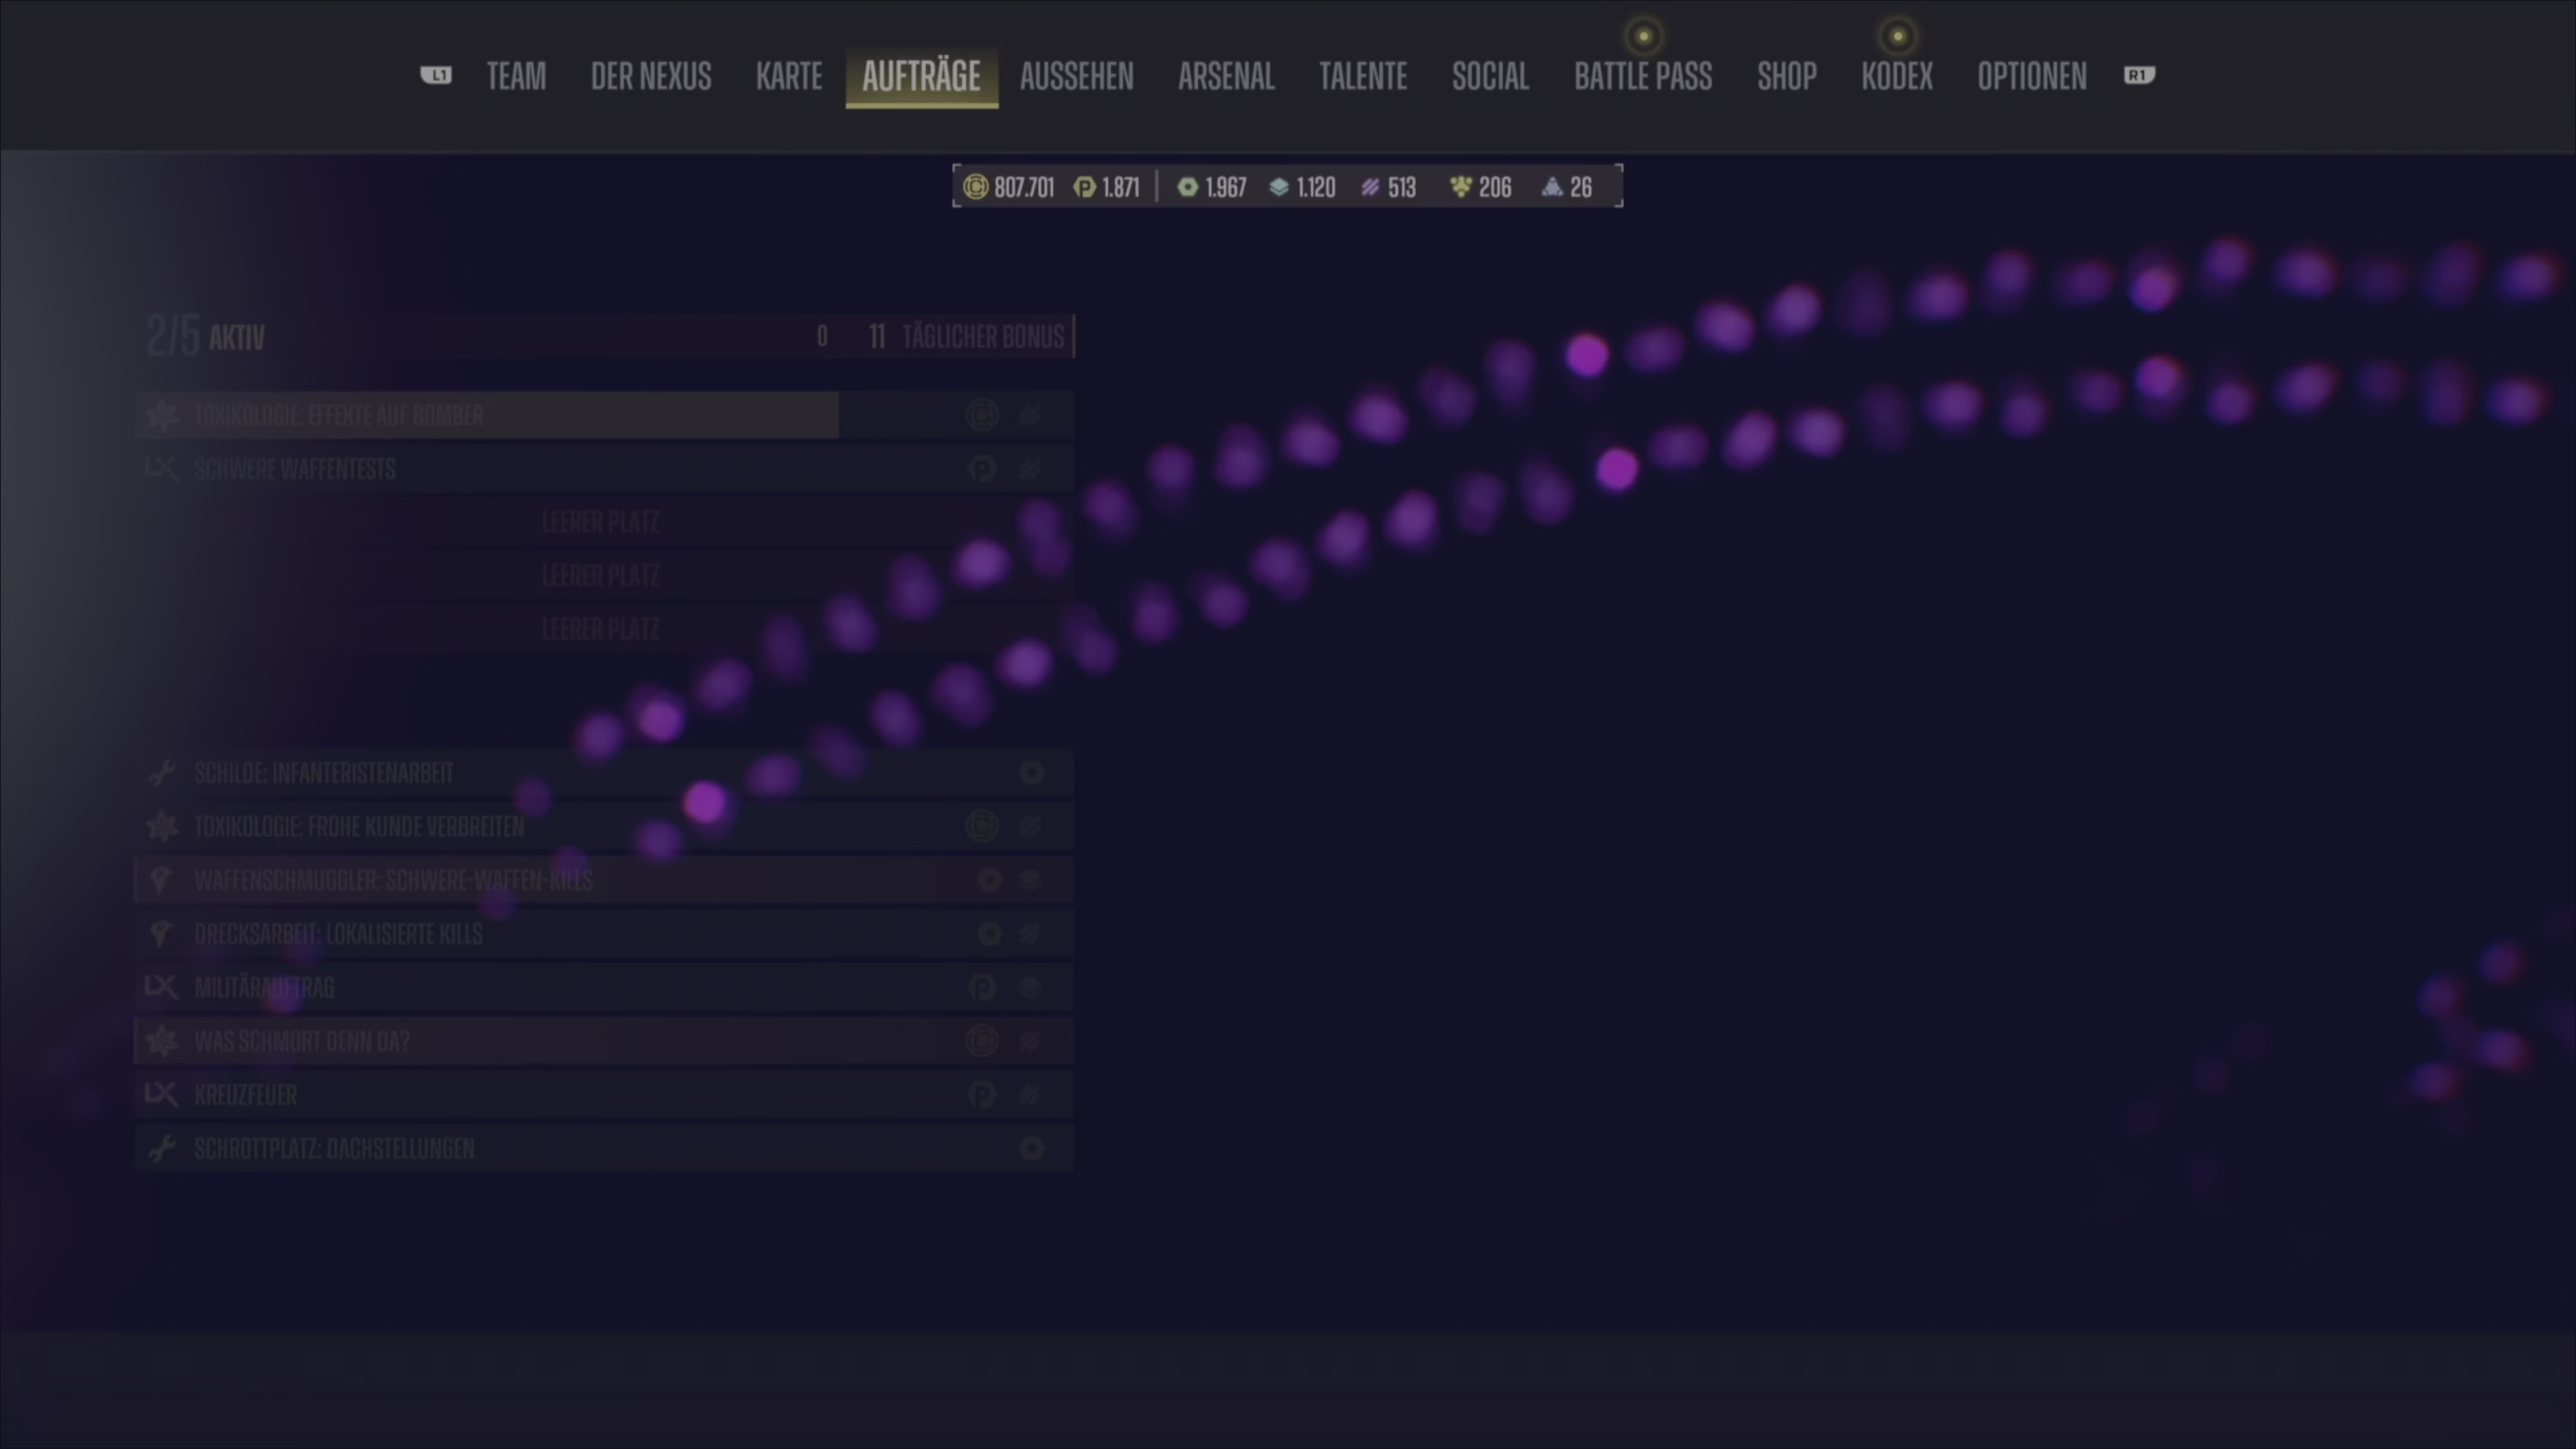 L1 TEAM DER NEXUS KARTE AUFTRÄGE AUSSEHEN ARSENAL TALENTE SOCIAL BATTLE PASS SHOP KODEX OPTIONEN R1
807.701 P 1.871 1.967 1.120 513 206 26
2/5 AKTIV 0 11 TÄGLICHER BONUS
TOXIKOLOGIE: EFFEKTE AUF BOMBER
SCHWERE WAFFENTESTS P
LEERER PLATZ
LEERER PLATZ
LEERER PLATZ
SCHILDE: INFANTERISTENARBEIT
TOXIKOLOGIE: FROHE KUNDE VERBREITEN
WAFFENSCHMUGGLER: SCHWERE-WAFFEN-KILLS
DRECKSARBEIT: LOKALISIERTE KILLS
MILITÄRAUFTRAG P
WAS SCHMORT DENN DA?
KREUZFEUER P
SCHROTTPLATZ: DACHSTELLUNGEN